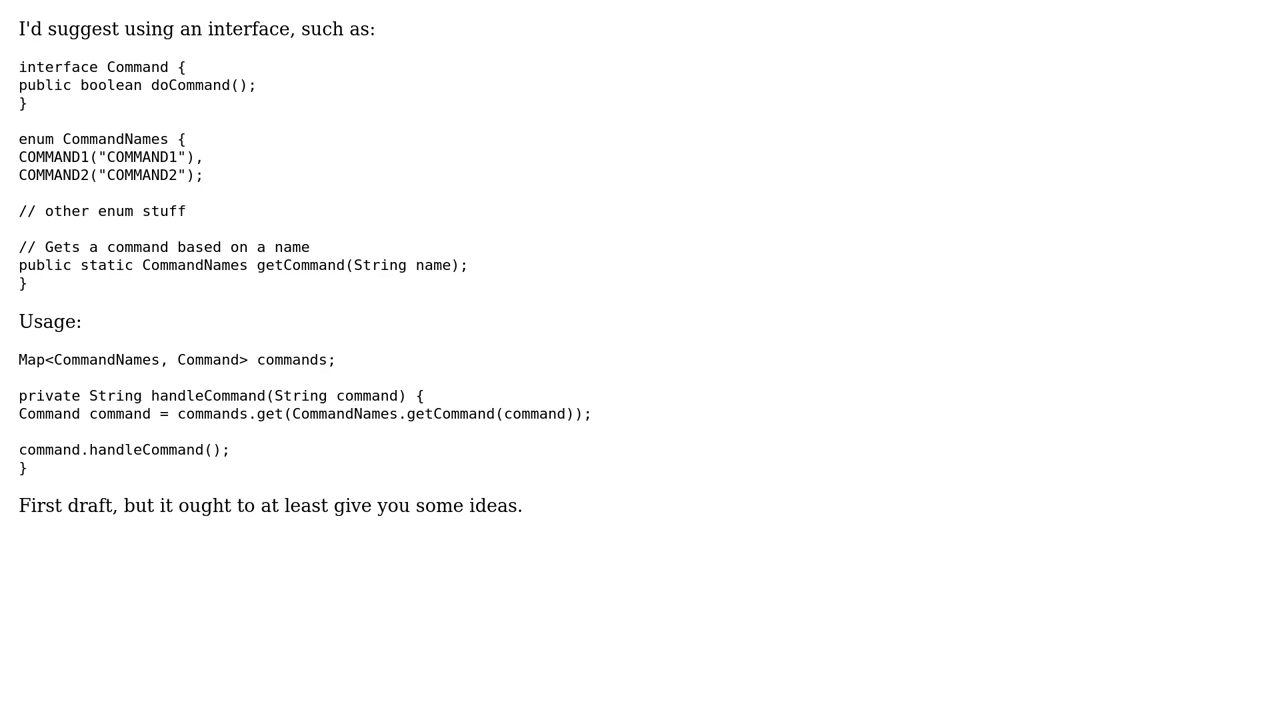 I'd suggest using an interface, such as:
interface Command {
public boolean doCommand();
}
enum CommandNames {
COMMAND1("COMMAND1"),
COMMAND2("COMMAND2");
// other enum stuff
// Gets a command based on a name
public static CommandNames getCommand(String name);
}
Usage:
Map<CommandNames, Command> commands;
private String handleCommand(String command) {
Command command = commands.get(CommandNames.getCommand(command));
command.handleCommand();
}
First draft, but it ought to at least give you some ideas.